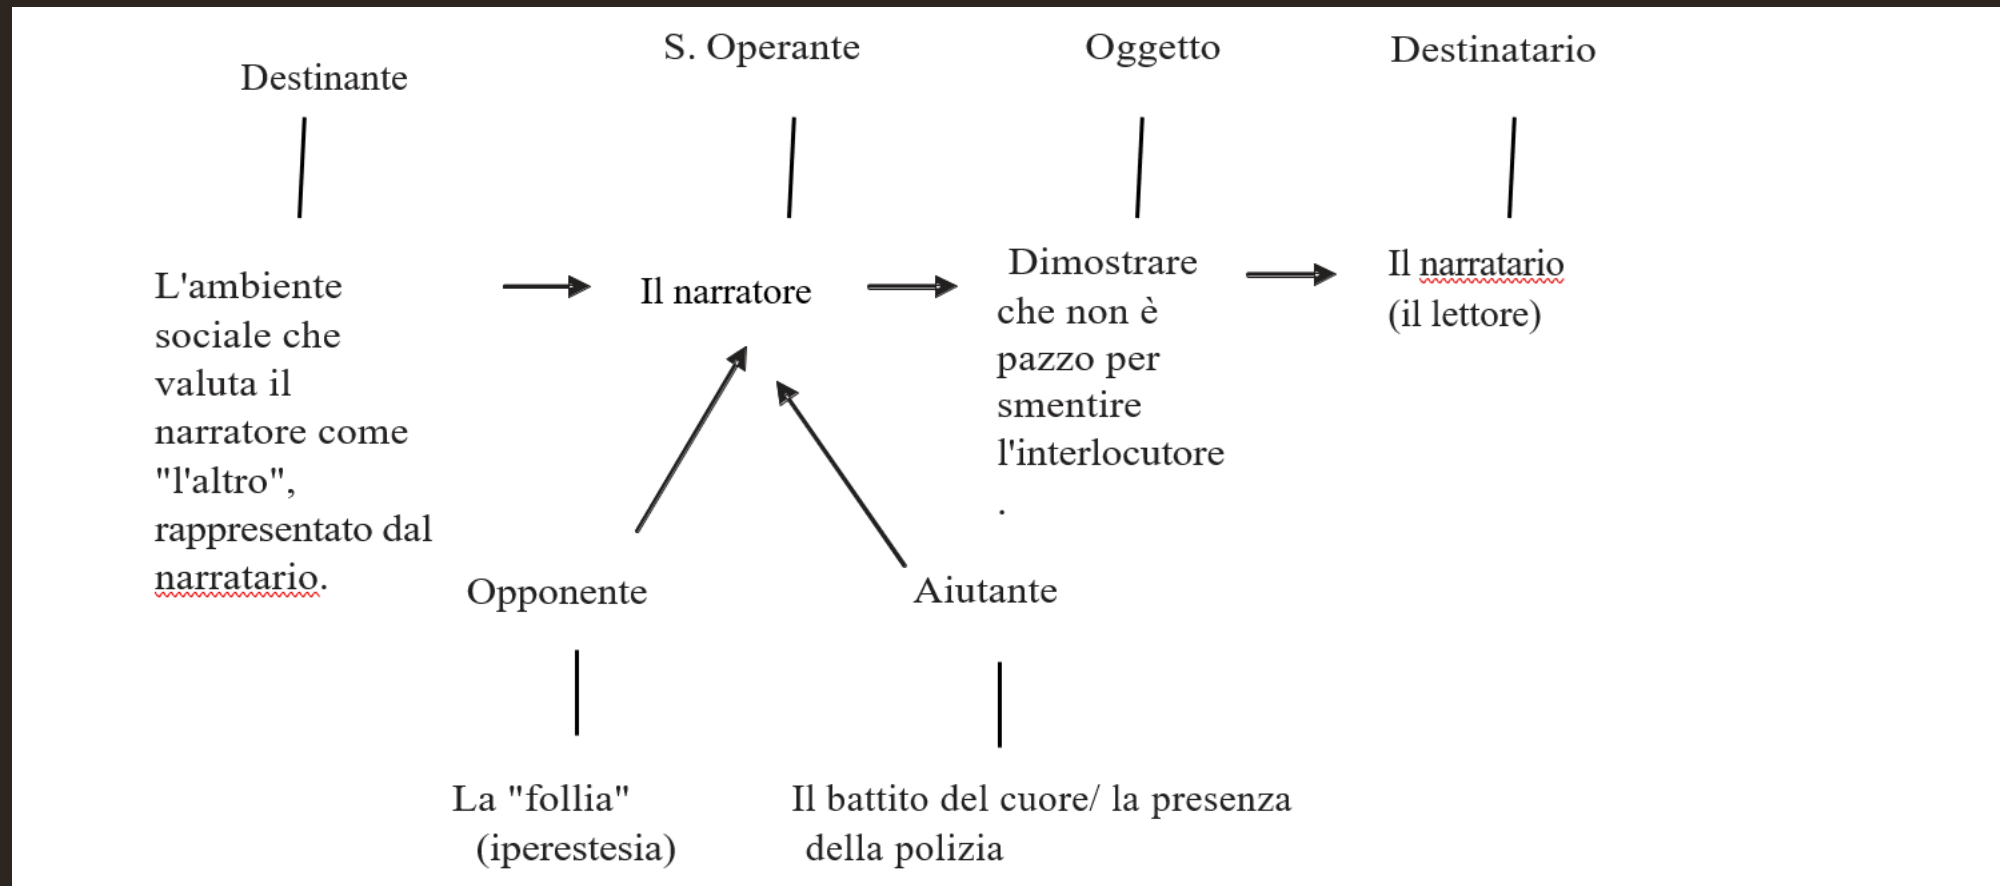 Destinante
S. Operante
Oggetto
Destinatario
L'ambiente
sociale che
valuta il
narratore come
"l'altro",
rappresentato dal
narratario.
Il narratore
Dimostrare
che non è
pazzo per
smentire
l'interlocutore
.
Il narratario
(il lettore)
Opponente
Aiutante
La "follia"
(iperestesia)
Il battito del cuore/ la presenza
della polizia